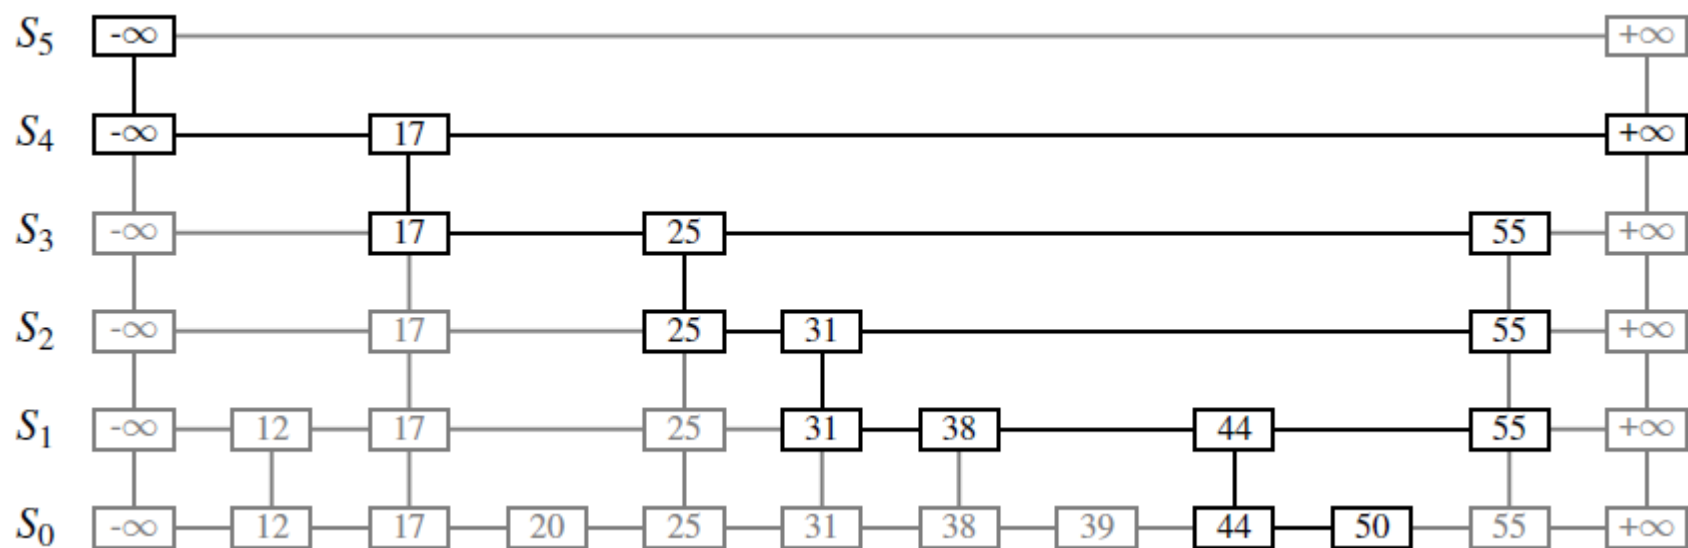 S5 -∞ +∞
S4 -∞ 17 +∞
S3 -∞ 17 25 55 +∞
S2 -∞ 17 25 31 55 +∞
S1 -∞ 12 17 25 31 38 44 55 +∞
S0 -∞ 12 17 20 25 31 38 39 44 50 55 +∞